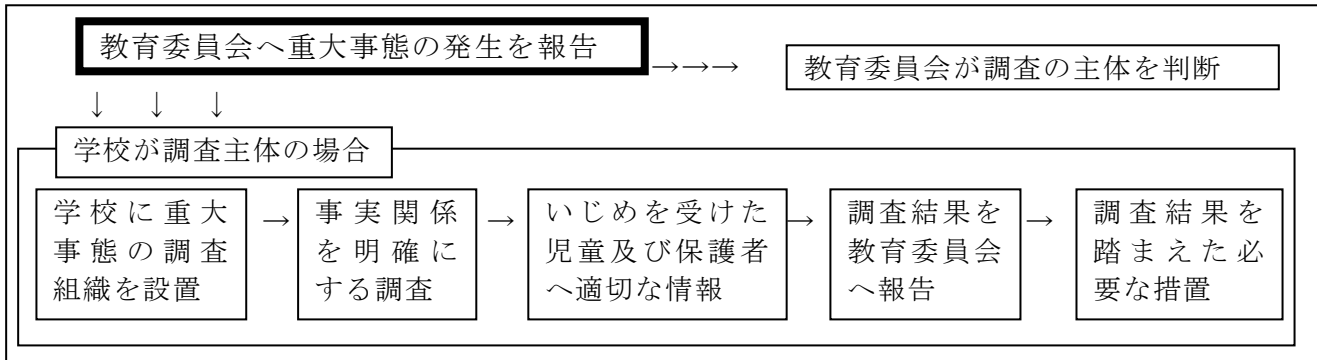 教育委員会へ重大事態の発生を報告
→→→
教育委員会が調査の主体を判断
↓ ↓ ↓
学校が調査主体の場合
学校に重大
事態の調査
組織を設置
→
事実関係
を明確に
する調査
→
いじめを受けた
児童及び保護者
へ適切な情報
→
調査結果を
教育委員会
へ報告
→
調査結果を
踏まえた必
要な措置